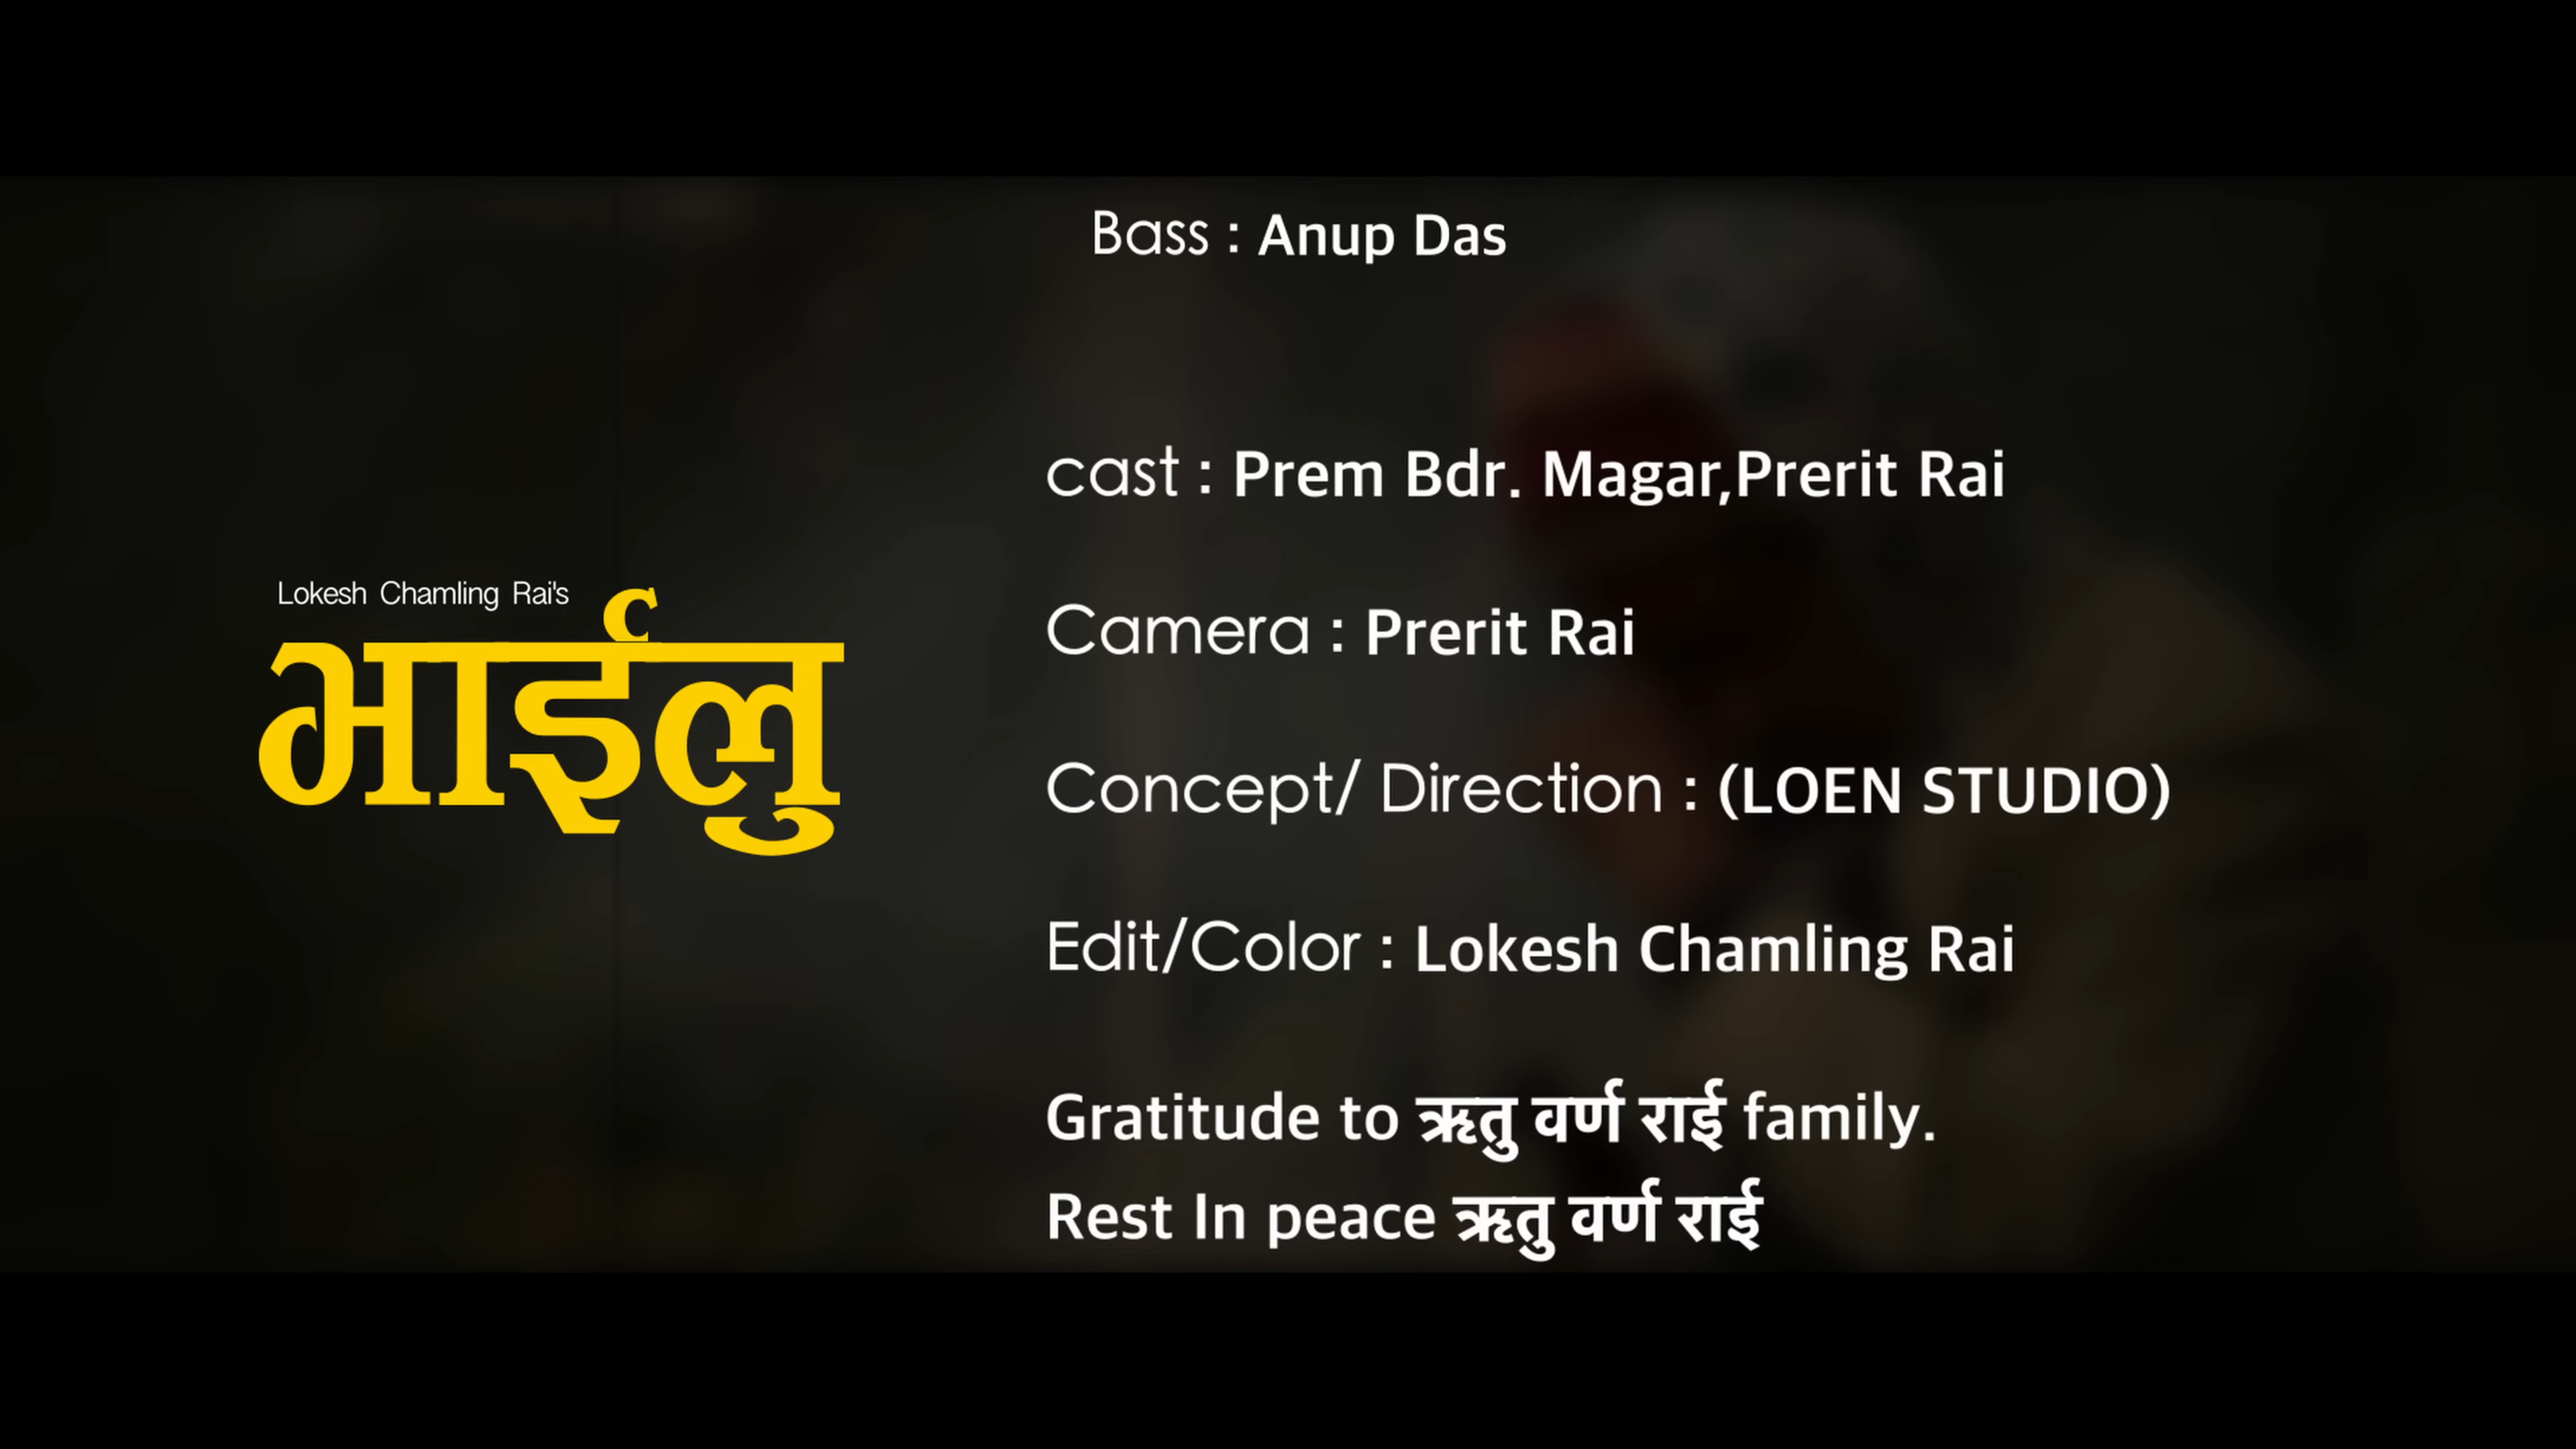 Lokesh Chamling Rai's
भाईलु
Bass : Anup Das
cast : Prem Bdr. Magar,Prerit Rai
Camera : Prerit Rai
Concept/ Direction : (LOEN STUDIO)
Edit/Color : Lokesh Chamling Rai
Gratitude to ऋतु वर्ण राई family.
Rest In peace ऋतु वर्ण राई